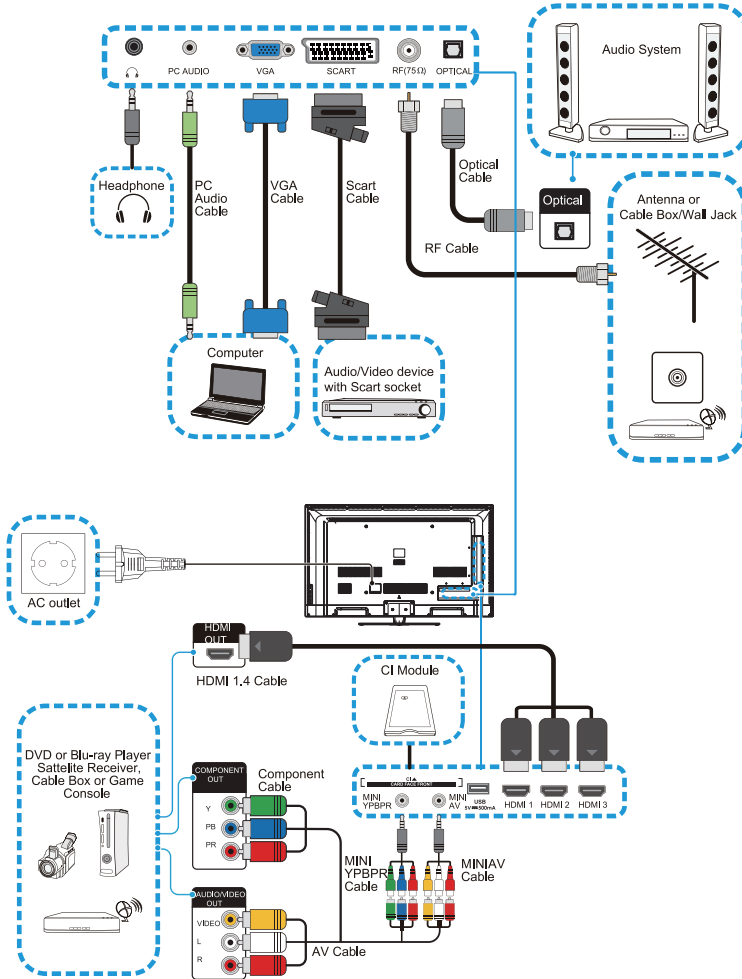 Audio System
PC AUDIO
VGA
SCART
RF(75Ω)
OPTICAL
Headphone
PC
Audio
Cable
VGA
Cable
Scart
Cable
Optical
Cable
RF Cable
Optical
Antenna or
Cable Box/Wall Jack
Computer
Audio/Video device
with Scart socket
AC outlet
HDMI
OUT
HDMI 1.4 Cable
CI Module
DVD or Blu-ray Player
Sattelite Receiver,
Cable Box or Game
Console
COMPONENT
OUT
Y
PB
PR
Component
Cable
CI▲
CARD FACE FRONT
MINI
YPBPR
MINI
AV
USB
5V⎓500mA
HDMI 1
HDMI 2
HDMI 3
MINI
YPBPR
Cable
MINIAV
Cable
AUDIO/VIDEO
OUT
VIDEO
L
R
AV Cable